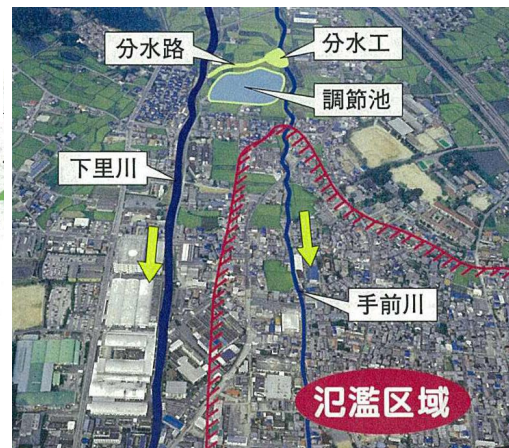 分水路
分水工
調節池
下里川
手前川
氾濫区域